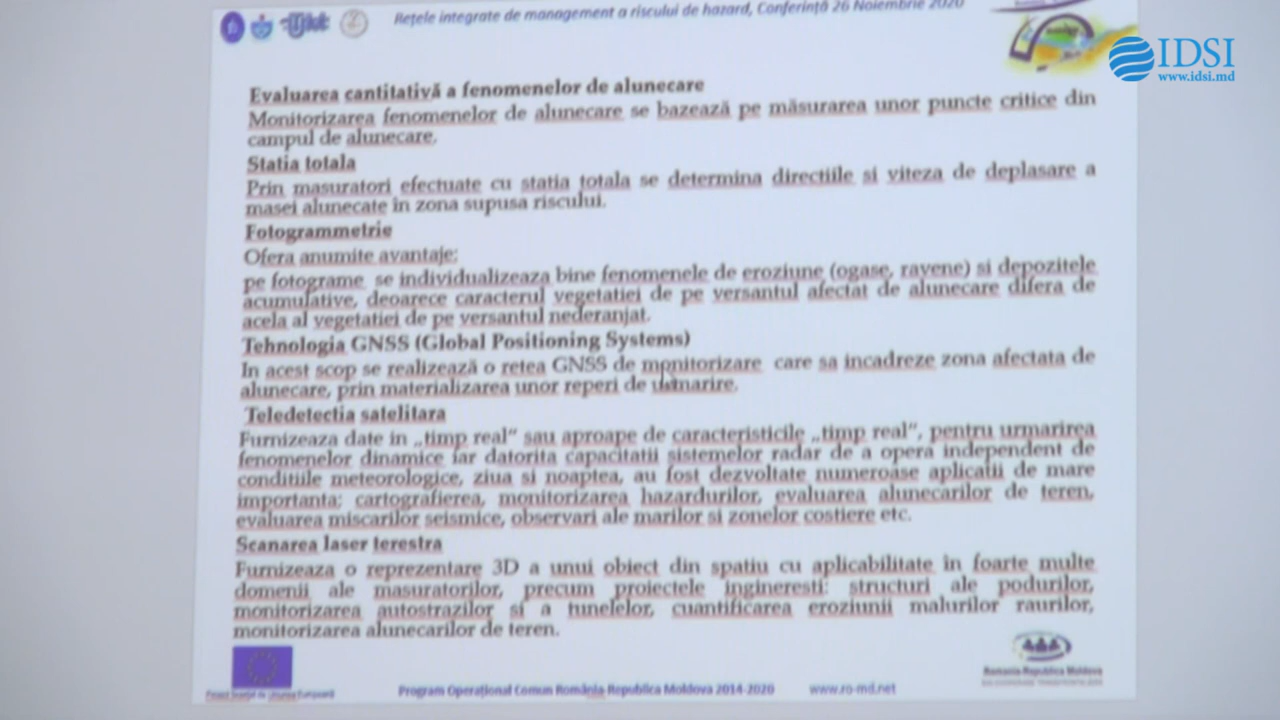 Rețele integrate de management a riscului de hazard, Conferință 26 Noiembrie 2020
IDSI
www.idsi.md
Evaluarea cantitativă a fenomenelor de alunecare
Monitorizarea fenomenelor de alunecare se bazează pe măsurarea unor puncte critice din
campul de alunecare.
Statia totala
Prin masuratori efectuate cu statia totala se determina directiile si viteza de deplasare a
masei alunecate in zona supusa riscului.
Fotogrammetrie
Ofera anumite avantaje:
pe fotograme se individualizeaza bine fenomenele de eroziune (ogase, ravene) si depozitele
acumulative, deoarece caracterul vegetatiei de pe versantul afectat de alunecare difera de
acela al vegetatiei de pe versantul nederanjat.
Tehnologia GNSS (Global Positioning Systems)
In acest scop se realizează o retea GNSS de monitorizare care sa incadreze zona afectata de
alunecare, prin materializarea unor reperi de urmarire.
Teledetectia satelitara
Furnizeaza date in „timp real” sau aproape de caracteristicile „timp real”, pentru urmarirea
fenomenelor dinamice iar datorita capacitatii sistemelor radar de a opera independent de
conditiile meteorologice, ziua si noaptea, au fost dezvoltate numeroase aplicatii de mare
importanta: cartografierea, monitorizarea hazardurilor, evaluarea alunecarilor de teren,
evaluarea miscarilor seismice, observari ale marilor si zonelor costiere etc.
Scanarea laser terestra
Furnizeaza o reprezentare 3D a unui obiect din spatiu cu aplicabilitate in foarte multe
domenii ale masuratorilor, precum proiectele ingineresti: structuri ale podurilor,
monitorizarea autostrazilor si a tunelelor, cuantificarea eroziunii malurilor raurilor,
monitorizarea alunecarilor de teren.
Proiect finanțat de Uniunea Europeană
Program Operațional Comun România-Republica Moldova 2014-2020
www.ro-md.net
Romania-Republica Moldova